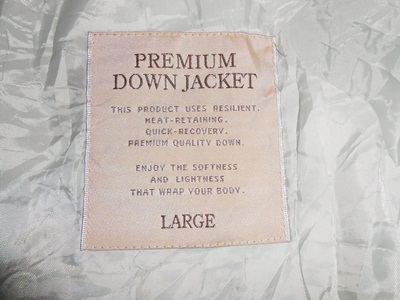 PREMIUM
DOWN JACKET
THIS PRODUCT USES RESILIENT,
HEAT-RETAINING,
QUICK-RECOVERY,
PREMIUM QUALITY DOWN.
ENJOY THE SOFTNESS
AND LIGHTNESS
THAT WRAP YOUR BODY.
LARGE